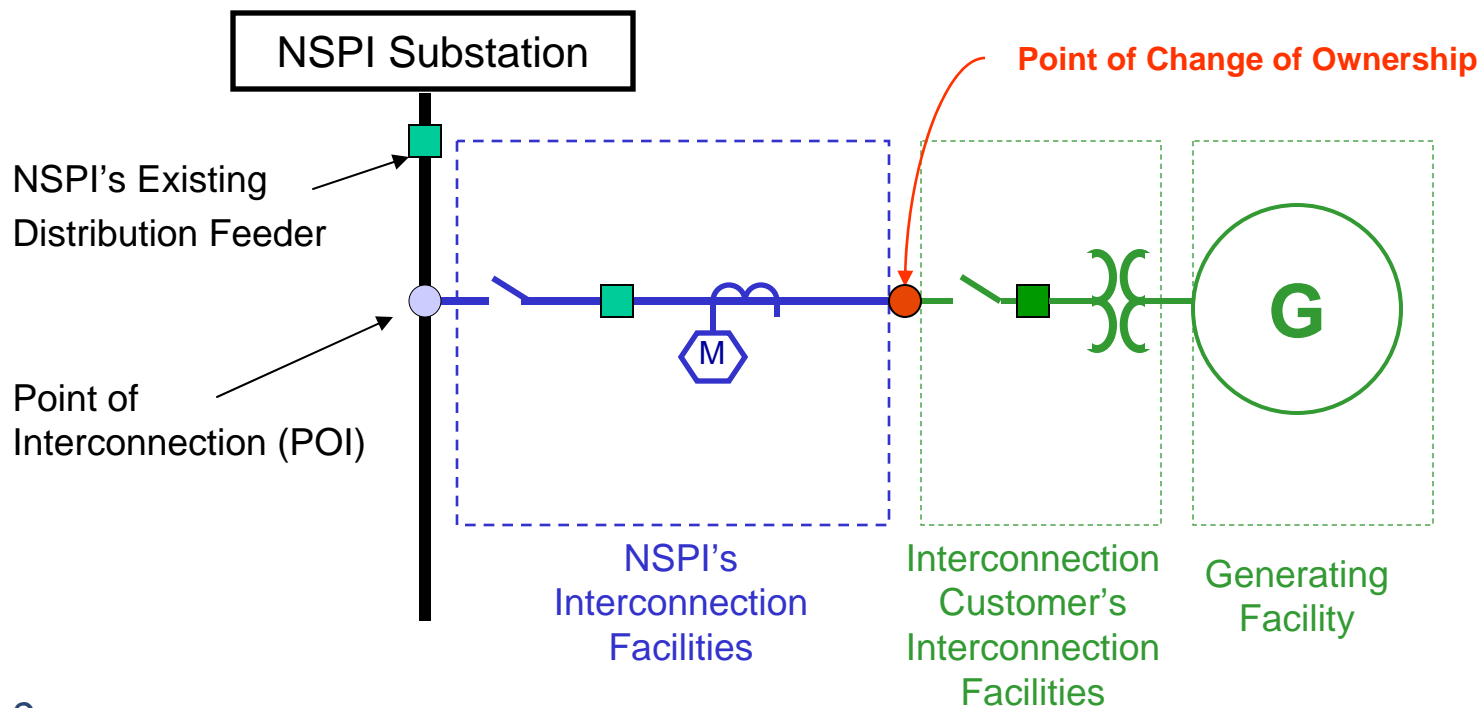 NSPI Substation
Point of Change of Ownership
NSPI's Existing
Distribution Feeder
Point of
Interconnection (POI)
M
G
NSPI's
Interconnection
Facilities
Interconnection
Customer's
Interconnection
Facilities
Generating
Facility